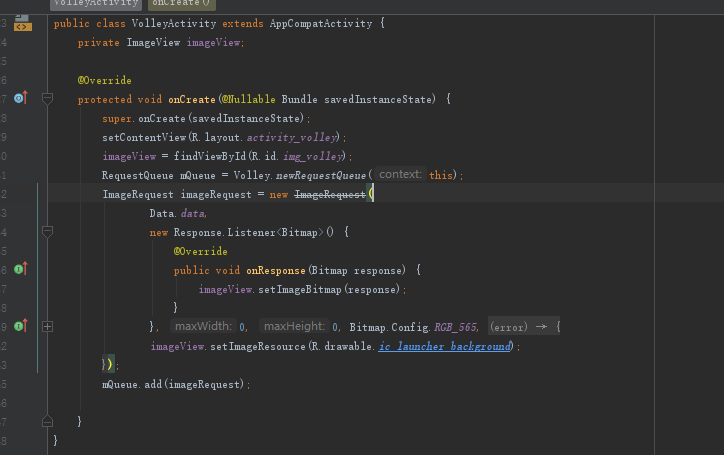 VolleyActivity onCreate()
3 public class VolleyActivity extends AppCompatActivity {
4 private ImageView imageView;
5
6 @Override
7 protected void onCreate(@Nullable Bundle savedInstanceState) {
8 super.onCreate(savedInstanceState);
9 setContentView(R.layout.activity_volley);
0 imageView = findViewById(R.id.img_volley);
1 RequestQueue mQueue = Volley.newRequestQueue( context: this);
2 ImageRequest imageRequest = new ImageRequest(
3 Data.data,
4 new Response.Listener<Bitmap>() {
5 @Override
6 public void onResponse(Bitmap response) {
7 imageView.setImageBitmap(response);
8 }
9 }, maxWidth: 0, maxHeight: 0, Bitmap.Config.RGB_565, (error) → {
2 imageView.setImageResource(R.drawable.ic_launcher_background);
3 });
5 mQueue.add(imageRequest);
6
7 }
8 }